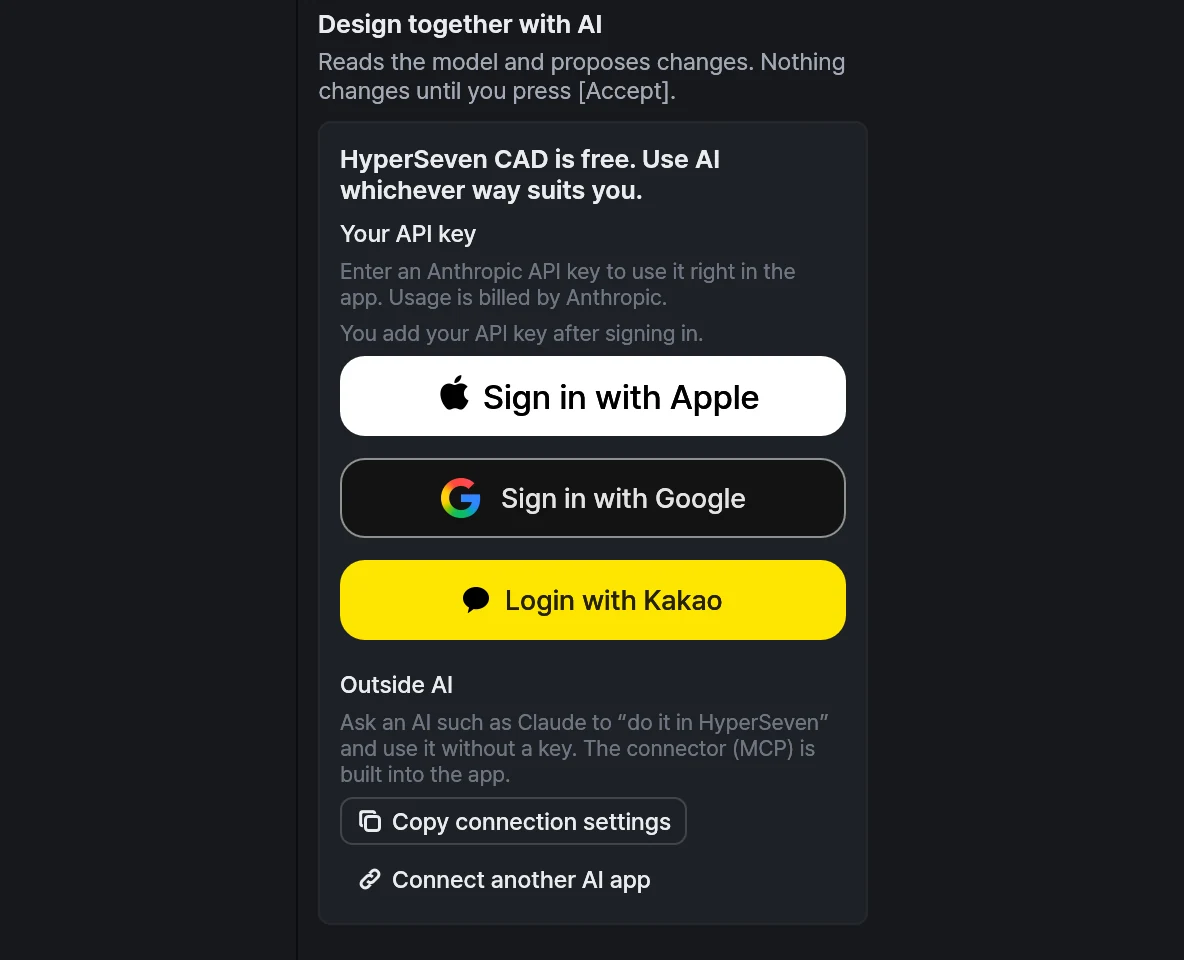 Design together with AI
Reads the model and proposes changes. Nothing
changes until you press [Accept].
HyperSeven CAD is free. Use AI
whichever way suits you.
Your API key
Enter an Anthropic API key to use it right in the
app. Usage is billed by Anthropic.
You add your API key after signing in.
Sign in with Apple
Sign in with Google
Login with Kakao
Outside AI
Ask an AI such as Claude to “do it in HyperSeven”
and use it without a key. The connector (MCP) is
built into the app.
Copy connection settings
Connect another AI app